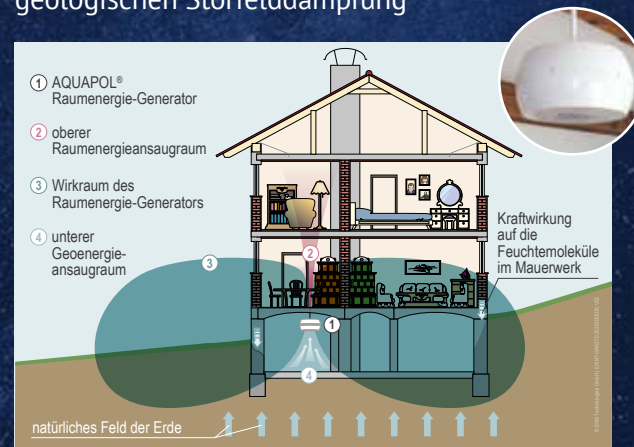 geologischen Störfelddämpfung
1 AQUAPOL®
Raumenergie-Generator
2 oberer
Raumenergieansaugraum
3 Wirkraum des
Raumenergie-Generators
4 unterer
Geoenergie-
ansaugraum
3
2
1
4
Kraftwirkung
auf die
Feuchtemoleküle
im Mauerwerk
natürliches Feld der Erde